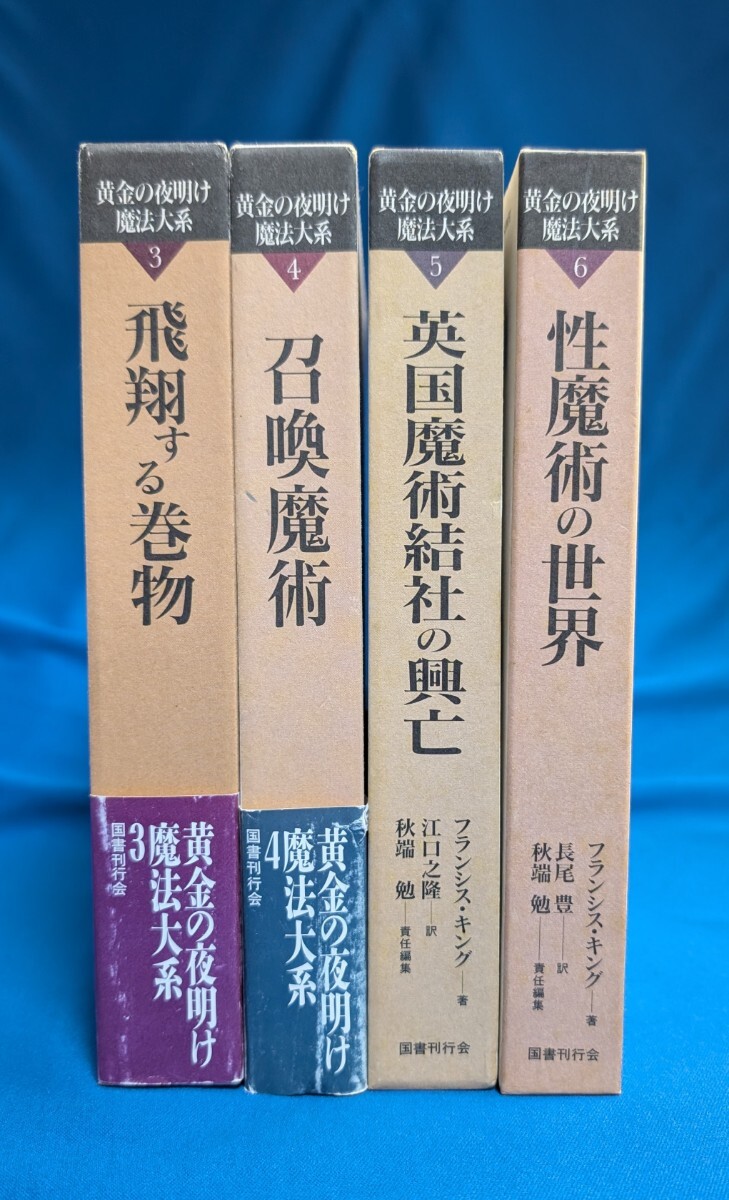 黄金の夜明け
魔法大系
3
飛翔する巻物
黄金の夜明け
魔法大系
3
国書刊行会
黄金の夜明け
魔法大系
4
召喚魔術
黄金の夜明け
魔法大系
4
国書刊行会
黄金の夜明け
魔法大系
5
英国魔術結社の興亡
フランシス・キング―著
江口之隆―訳
秋端 勉―責任編集
国書刊行会
黄金の夜明け
魔法大系
6
性魔術の世界
フランシス・キング―著
長尾 豊―訳
秋端 勉―責任編集
国書刊行会